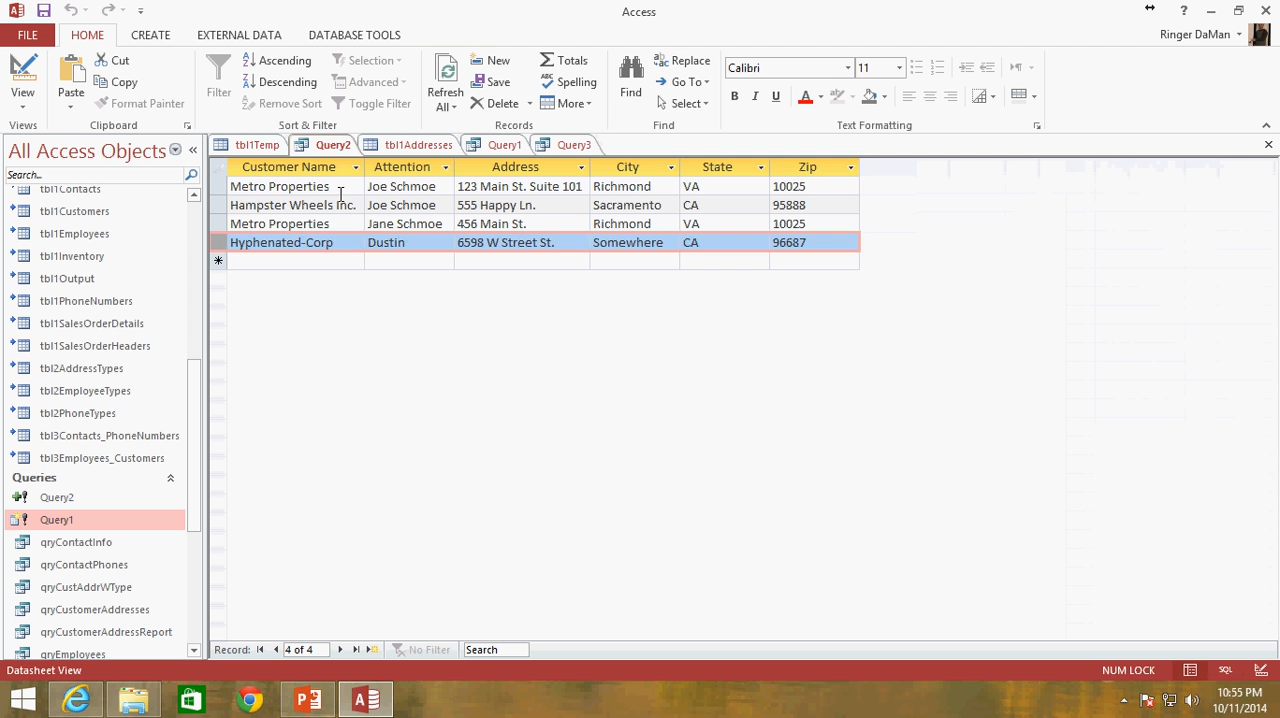 Access
Ringer DaMan
FILE HOME CREATE EXTERNAL DATA DATABASE TOOLS
View
Views
Paste
Cut
Copy
Format Painter
Clipboard
Filter
Ascending
Descending
Remove Sort
Selection
Advanced
Toggle Filter
Sort & Filter
Refresh
All
New
Save
Delete
Totals
Spelling
More
Records
Find
Replace
Go To
Select
Find
Calibri 11
B I U A
Text Formatting
All Access Objects
Search...
tbl1Contacts
tbl1Customers
tbl1Employees
tbl1Inventory
tbl1Output
tbl1PhoneNumbers
tbl1SalesOrderDetails
tbl1SalesOrderHeaders
tbl2AddressTypes
tbl2EmployeeTypes
tbl2PhoneTypes
tbl3Contacts_PhoneNumbers
tbl3Employees_Customers
Queries
Query2
Query1
qryContactInfo
qryContactPhones
qryCustAddrWType
qryCustomerAddresses
qryCustomerAddressReport
qryEmployees
tbl1Temp Query2 tbl1Addresses Query1 Query3
Customer Name Attention Address City State Zip
Metro Properties Joe Schmoe 123 Main St. Suite 101 Richmond VA 10025
Hampster Wheels Inc. Joe Schmoe 555 Happy Ln. Sacramento CA 95888
Metro Properties Jane Schmoe 456 Main St. Richmond VA 10025
Hyphenated-Corp Dustin 6598 W Street St. Somewhere CA 96687
Record: 4 of 4 No Filter Search
Datasheet View NUM LOCK SQL
10:55 PM
10/11/2014